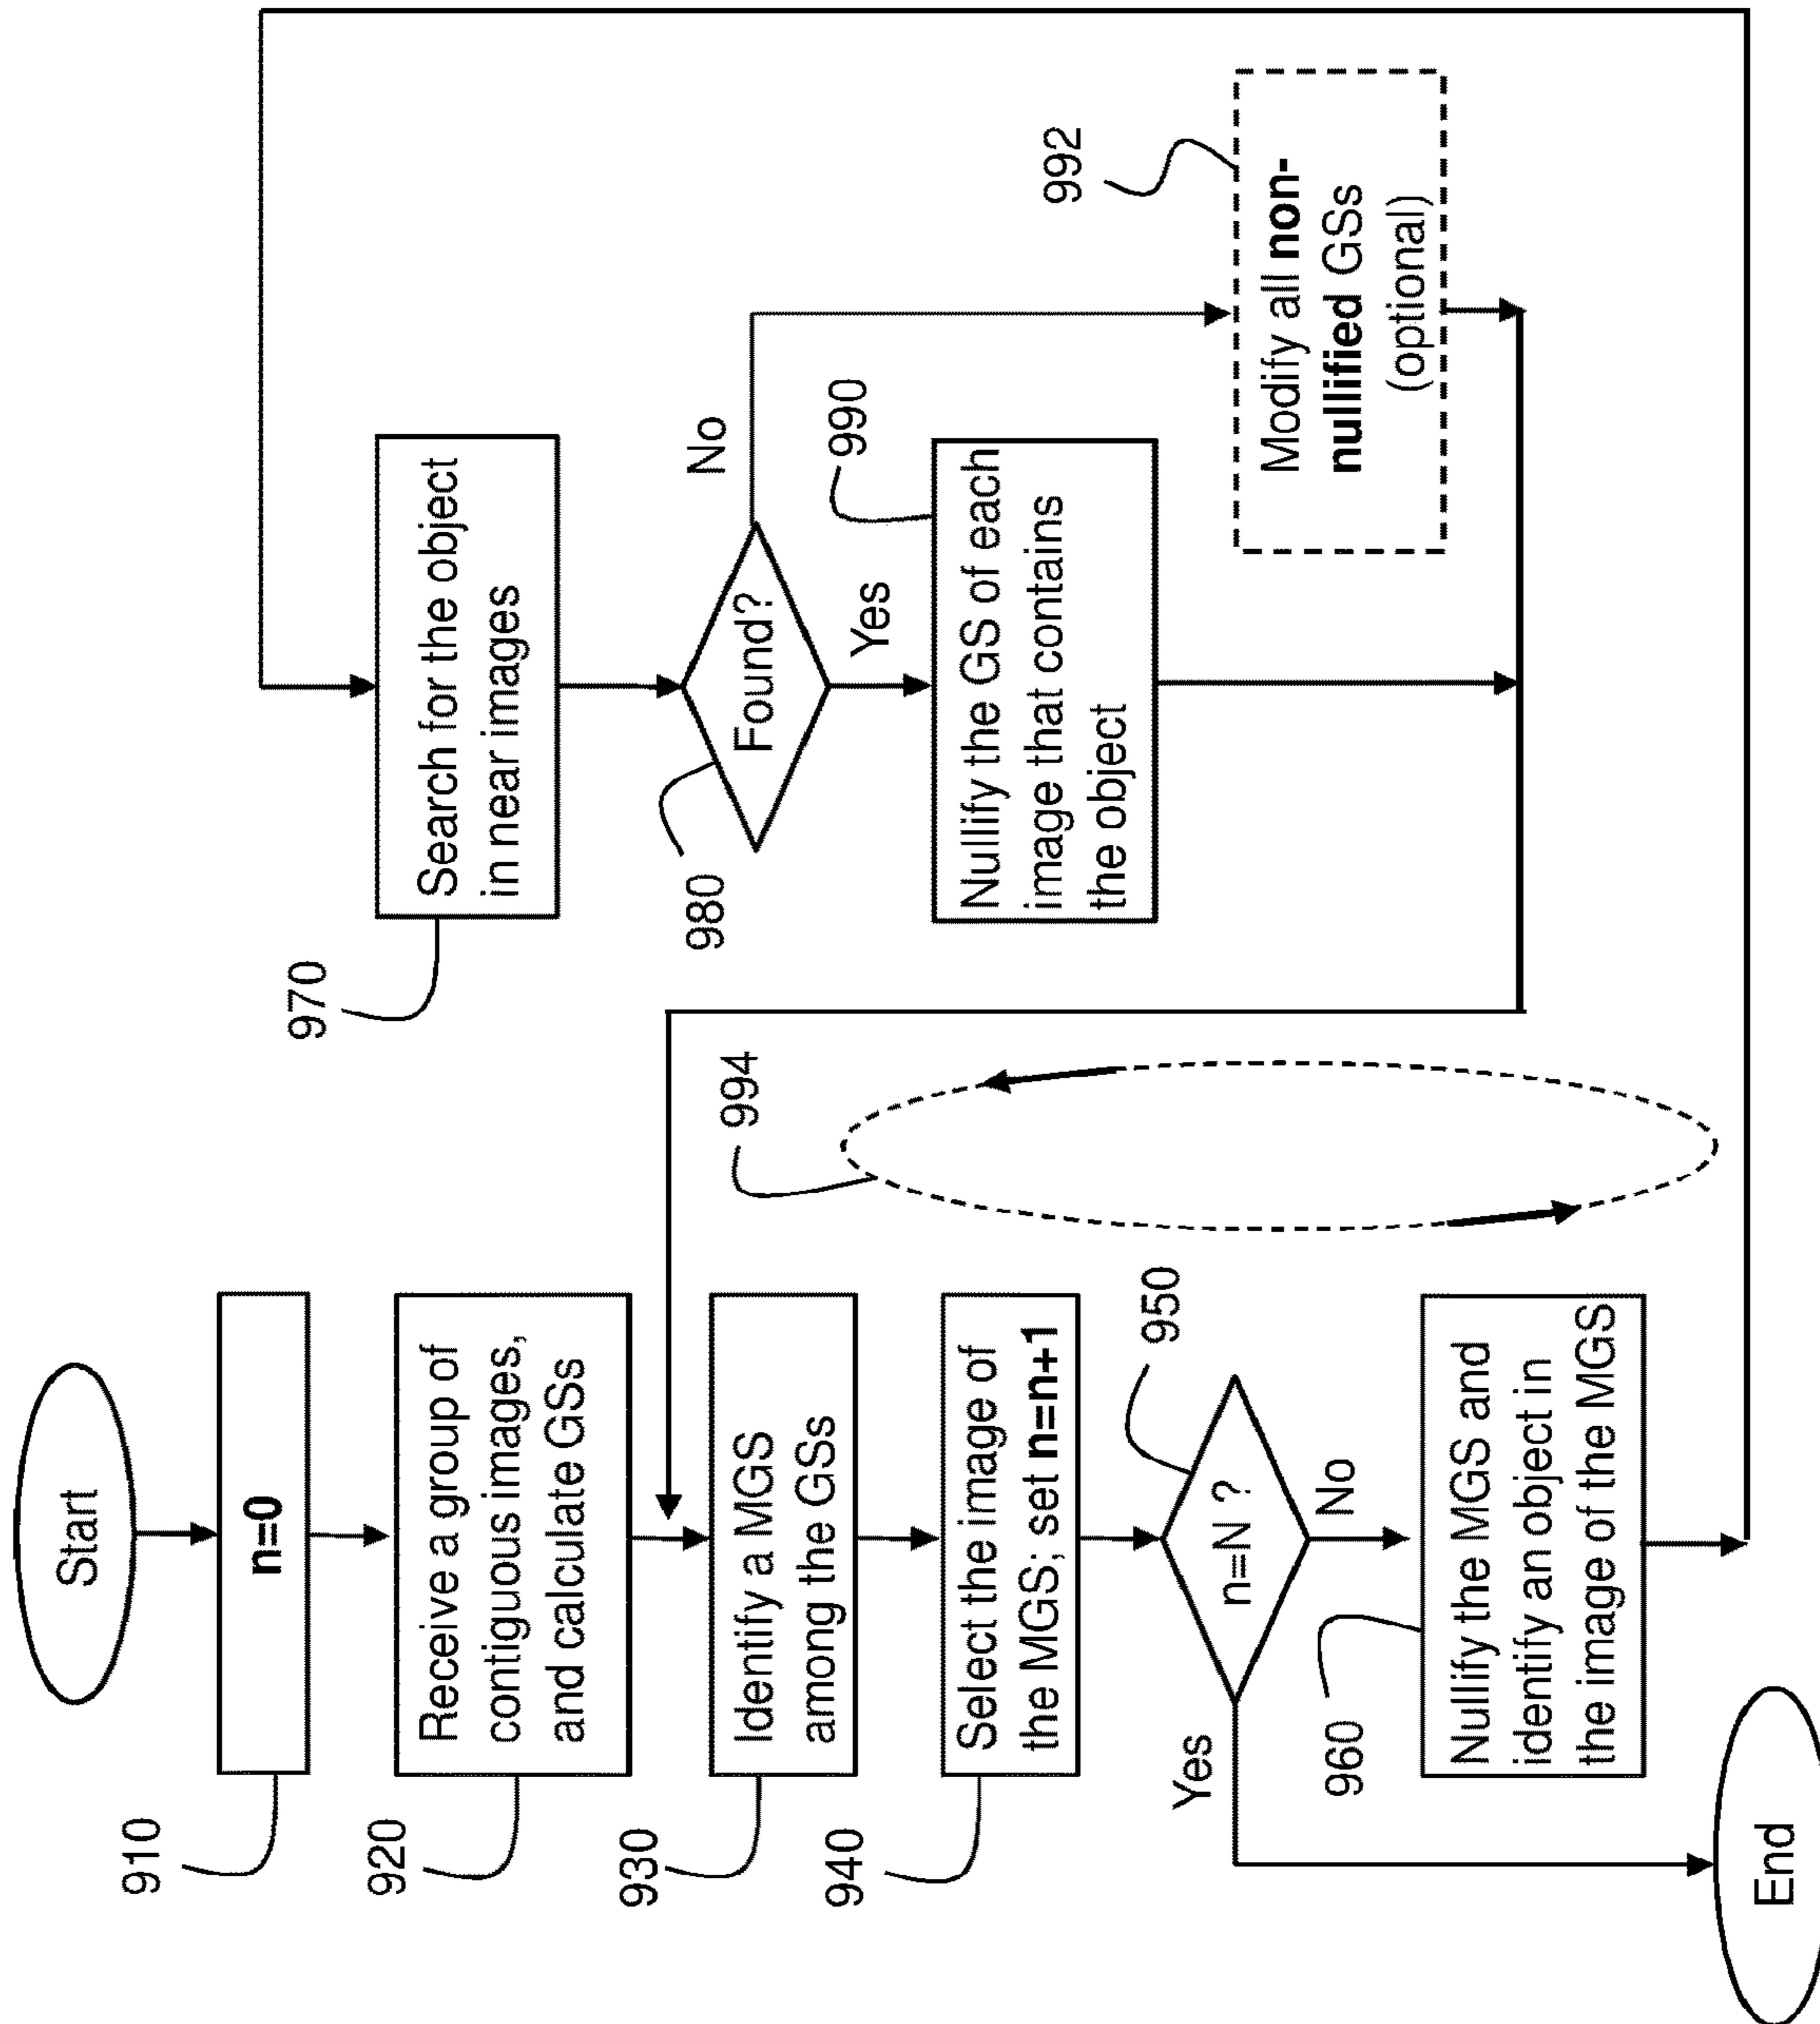 Start
910
n=0
920
Receive a group of
contiguous images,
and calculate GSs
930
Identify a MGS
among the GSs
940
Select the image of
the MGS; set n=n+1
950
n=N ?
Yes
No
960
Nullify the MGS and
identify an object in
the image of the MGS
End
994
970
Search for the object
in near images
980
Found?
No
Yes
990
Nullify the GS of each
image that contains
the object
992
Modify all non-
nullified GSs
(optional)